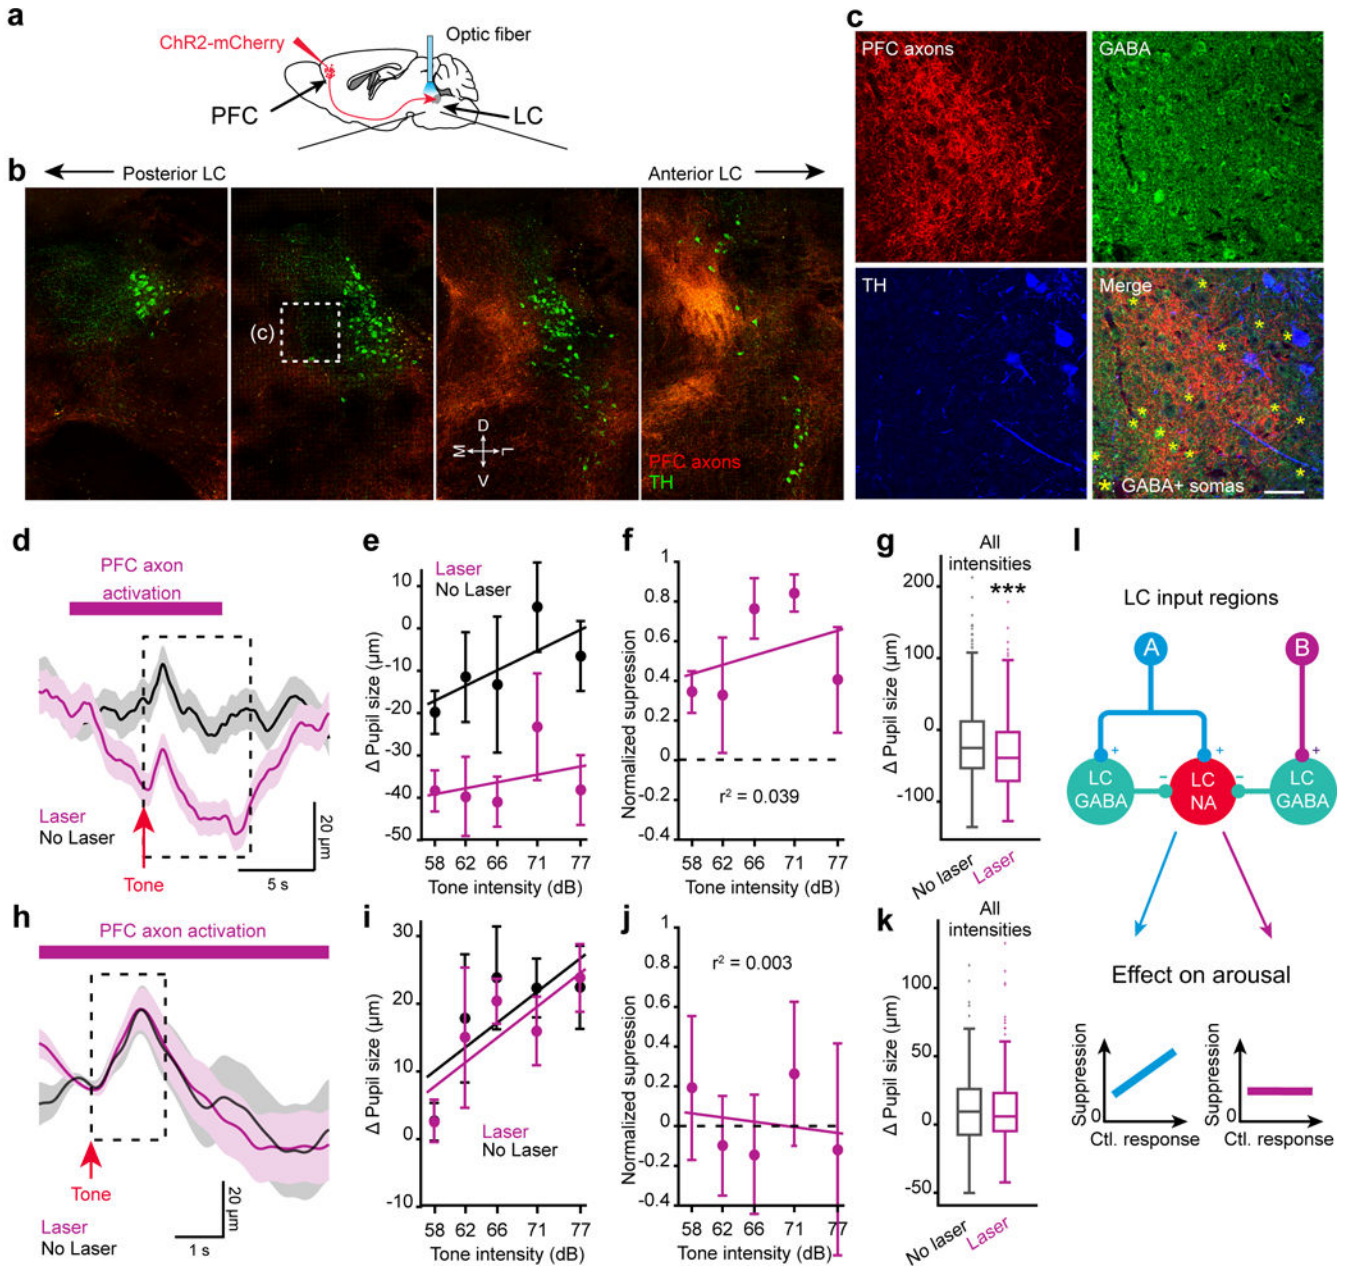 a
ChR2-mCherry
Optic fiber
PFC
LC
b
Posterior LC
Anterior LC
(c)
D
M
L
V
PFC axons
TH
c
PFC axons
GABA
TH
Merge
* GABA+ somas
d
PFC axon
activation
Laser
No Laser
Tone
20 µm
5 s
e
Laser
No Laser
Δ Pupil size (µm)
10
0
-10
-20
-30
-40
-50
58 62 66 71 77
Tone intensity (dB)
f
Normalized supression
1
0.8
0.6
0.4
0.2
0
-0.2
-0.4
r² = 0.039
58 62 66 71 77
Tone intensity (dB)
g
All
intensities
***
Δ Pupil size (µm)
200
100
0
-100
No laser
Laser
l
LC input regions
A
B
+ + +
LC
GABA
LC
NA
LC
GABA
− −
Effect on arousal
Suppression
0
Ctl. response
Suppression
0
Ctl. response
h
PFC axon activation
Tone
Laser
No Laser
20 µm
1 s
i
Δ Pupil size (µm)
30
20
10
0
-10
Laser
No Laser
58 62 66 71 77
Tone intensity (dB)
j
Normalized supression
1
0.8
0.6
0.4
0.2
0
-0.2
-0.4
r² = 0.003
58 62 66 71 77
Tone intensity (dB)
k
All
intensities
Δ Pupil size (µm)
100
50
0
-50
No laser
Laser